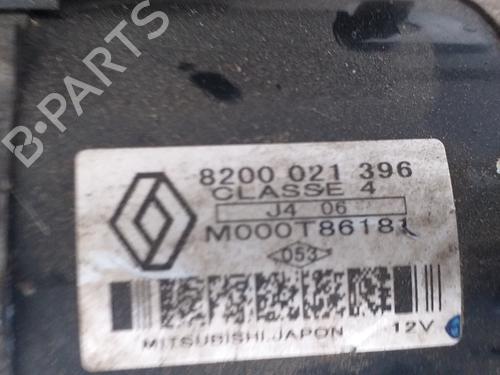 8200 021 396
CLASSE 4
J4 06
M000T86181
053
MITSUBISHI.JAPON 12V
B-PARTS